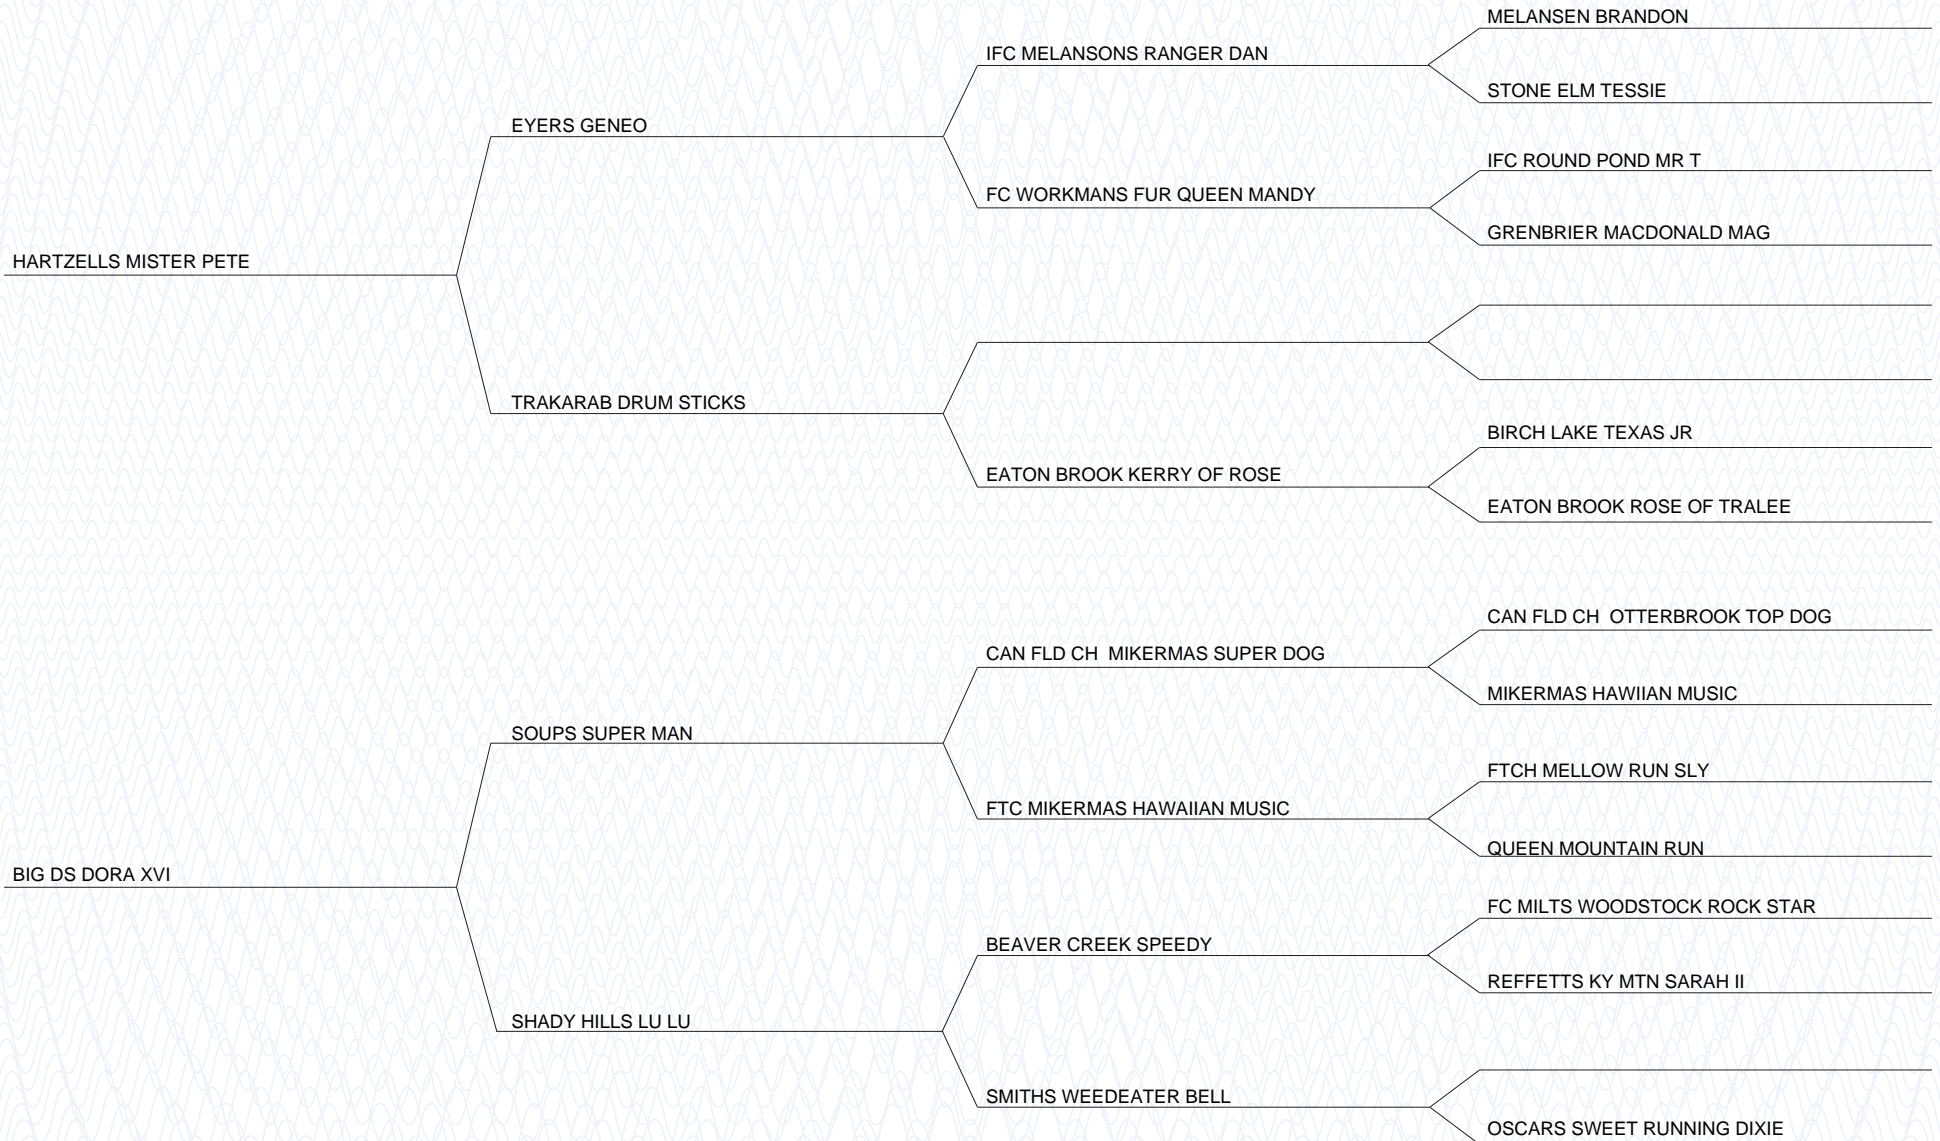 MELANSEN BRANDON
IFC MELANSONS RANGER DAN
STONE ELM TESSIE
EYERS GENEO
IFC ROUND POND MR T
FC WORKMANS FUR QUEEN MANDY
GRENBRIER MACDONALD MAG
HARTZELLS MISTER PETE
TRAKARAB DRUM STICKS
BIRCH LAKE TEXAS JR
EATON BROOK KERRY OF ROSE
EATON BROOK ROSE OF TRALEE
CAN FLD CH  OTTERBROOK TOP DOG
CAN FLD CH  MIKERMAS SUPER DOG
MIKERMAS HAWIIAN MUSIC
SOUPS SUPER MAN
FTCH MELLOW RUN SLY
FTC MIKERMAS HAWAIIAN MUSIC
QUEEN MOUNTAIN RUN
BIG DS DORA XVI
FC MILTS WOODSTOCK ROCK STAR
BEAVER CREEK SPEEDY
REFFETTS KY MTN SARAH II
SHADY HILLS LU LU
SMITHS WEEDEATER BELL
OSCARS SWEET RUNNING DIXIE